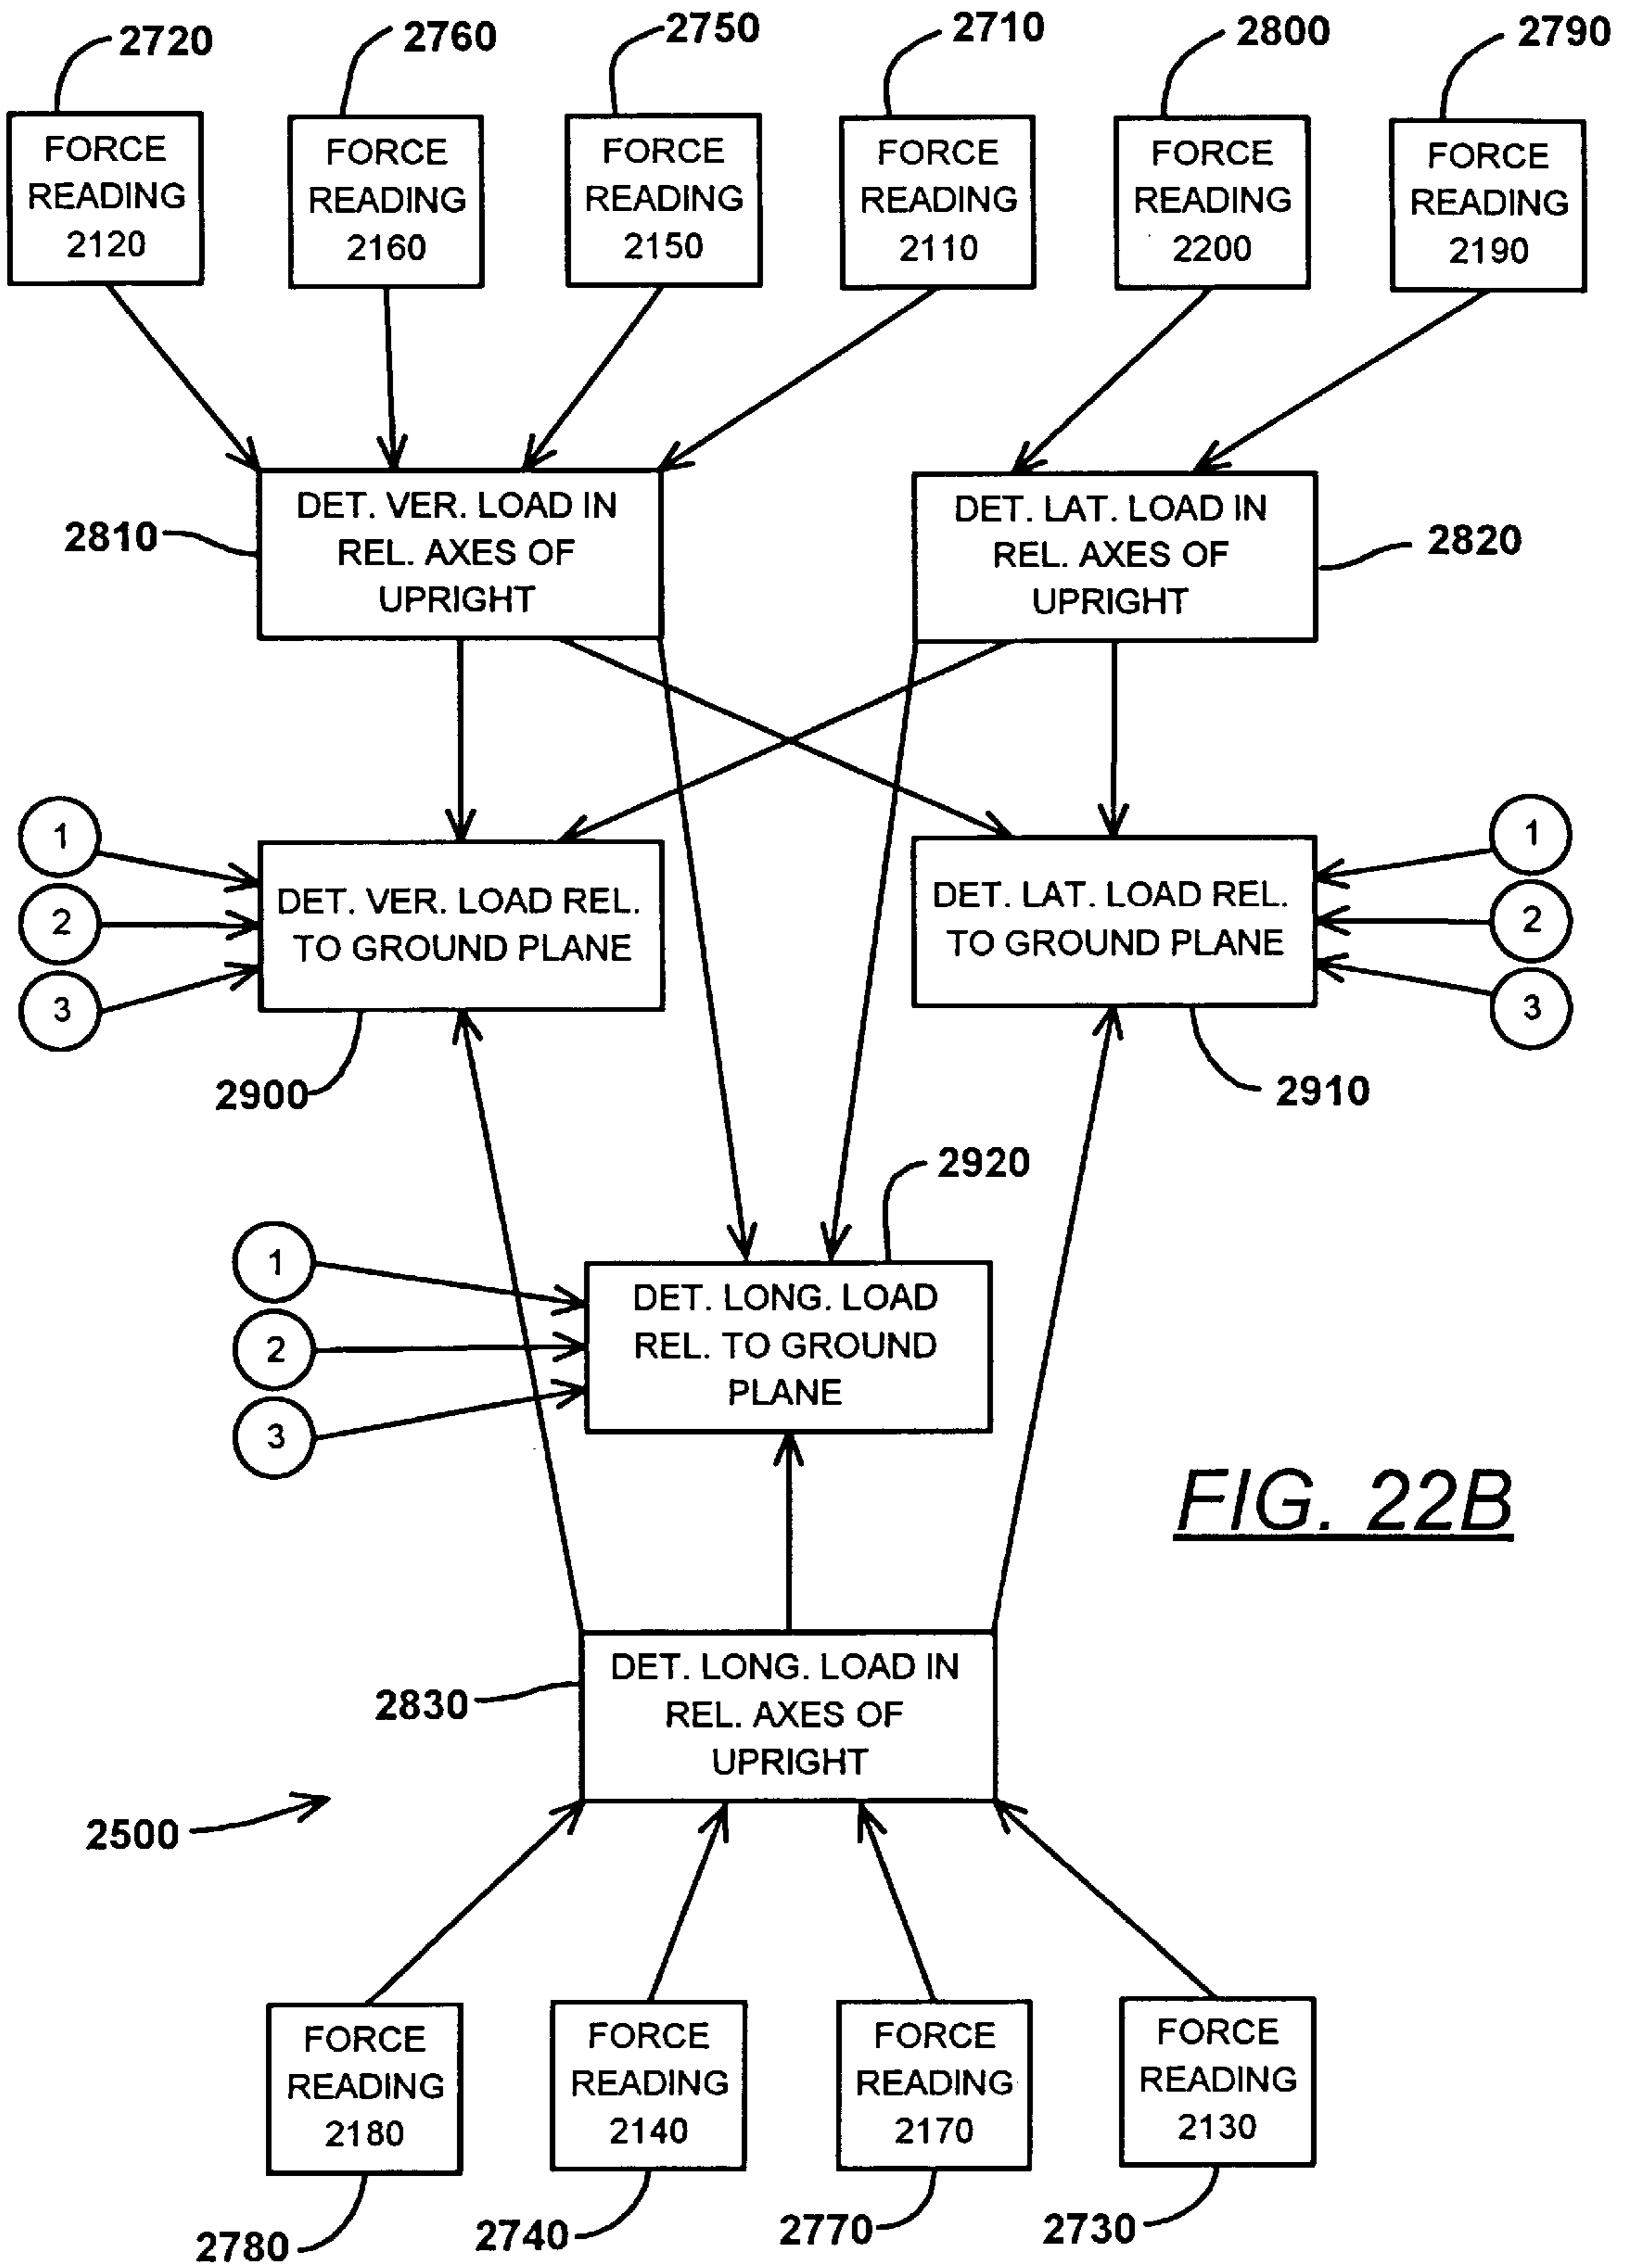 2720
2760
2750
2710
2800
2790
FORCE
READING
2120
FORCE
READING
2160
FORCE
READING
2150
FORCE
READING
2110
FORCE
READING
2200
FORCE
READING
2190
2810
DET. VER. LOAD IN
REL. AXES OF
UPRIGHT
DET. LAT. LOAD IN
REL. AXES OF
UPRIGHT
2820
1
2
3
DET. VER. LOAD REL.
TO GROUND PLANE
DET. LAT. LOAD REL.
TO GROUND PLANE
1
2
3
2900
2910
2920
1
2
3
DET. LONG. LOAD
REL. TO GROUND
PLANE
FIG. 22B
2830
DET. LONG. LOAD IN
REL. AXES OF
UPRIGHT
2500
FORCE
READING
2180
FORCE
READING
2140
FORCE
READING
2170
FORCE
READING
2130
2780
2740
2770
2730